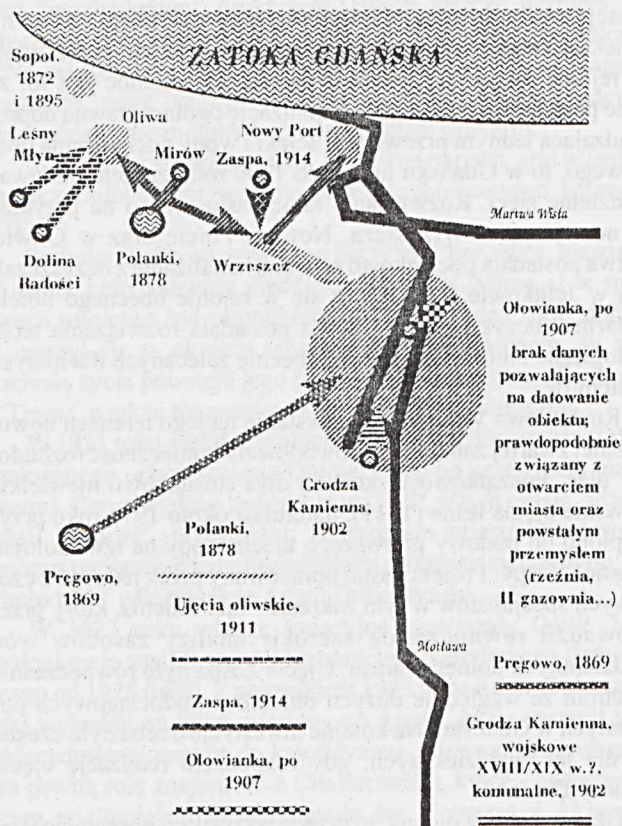 ZATOKA GDAŃSKA
Sopot,
1872
i 1895
Oliwa
Leśny
Młyn
Mirów
Nowy Port
Zaspa, 1914
Martwa Wisła
Dolina
Radości
Polanki,
1878
Wrzeszcz
Ołowianka, po
1907
brak danych
pozwalających
na datowanie
obiektu;
prawdopodobnie
związany z
otwarciem
miasta oraz
powstałym
przemysłem
(rzeźnia,
II gazownia...)
Grodza
Kamienna,
1902
Pręgowo,
1869
Polanki,
1878
Ujęcia oliwskie,
1911
Zaspa, 1914
Ołowianka, po
1907
Motława
Pręgowo, 1869
Grodza Kamienna,
wojskowe
XVIII/XIX w. ?,
komunalne, 1902